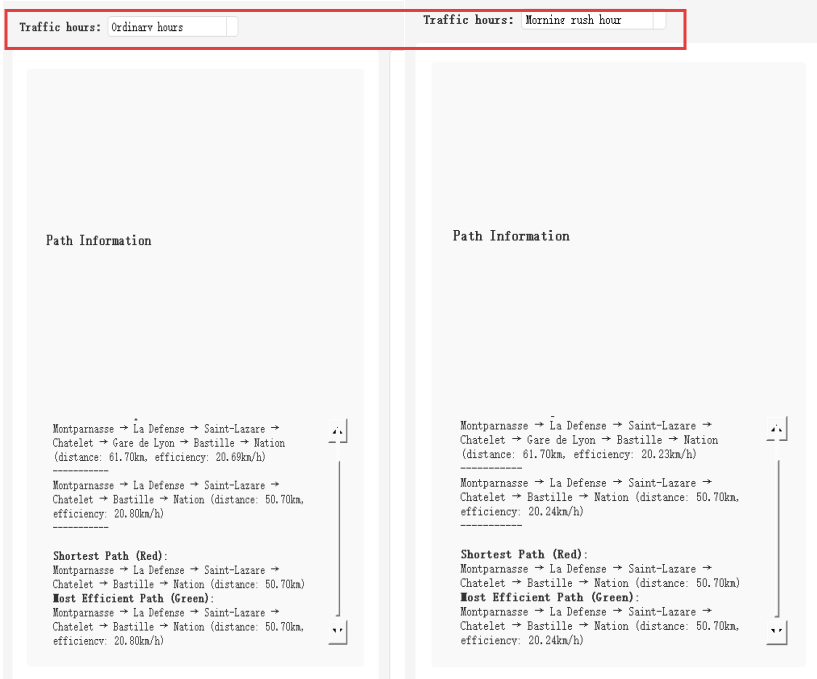 Traffic hours: Ordinary hours
Path Information
Montparnasse → La Defense → Saint-Lazare →
Chatelet → Gare de Lyon → Bastille → Nation
(distance: 61.70km, efficiency: 20.69km/h)
-----------
Montparnasse → La Defense → Saint-Lazare →
Chatelet → Bastille → Nation (distance: 50.70km,
efficiency: 20.80km/h)
-----------
Shortest Path (Red):
Montparnasse → La Defense → Saint-Lazare →
Chatelet → Bastille → Nation (distance: 50.70km)
Most Efficient Path (Green):
Montparnasse → La Defense → Saint-Lazare →
Chatelet → Bastille → Nation (distance: 50.70km,
efficiency: 20.80km/h)
Traffic hours: Morning rush hour
Path Information
Montparnasse → La Defense → Saint-Lazare →
Chatelet → Gare de Lyon → Bastille → Nation
(distance: 61.70km, efficiency: 20.23km/h)
-----------
Montparnasse → La Defense → Saint-Lazare →
Chatelet → Bastille → Nation (distance: 50.70km,
efficiency: 20.24km/h)
-----------
Shortest Path (Red):
Montparnasse → La Defense → Saint-Lazare →
Chatelet → Bastille → Nation (distance: 50.70km)
Most Efficient Path (Green):
Montparnasse → La Defense → Saint-Lazare →
Chatelet → Bastille → Nation (distance: 50.70km,
efficiency: 20.24km/h)